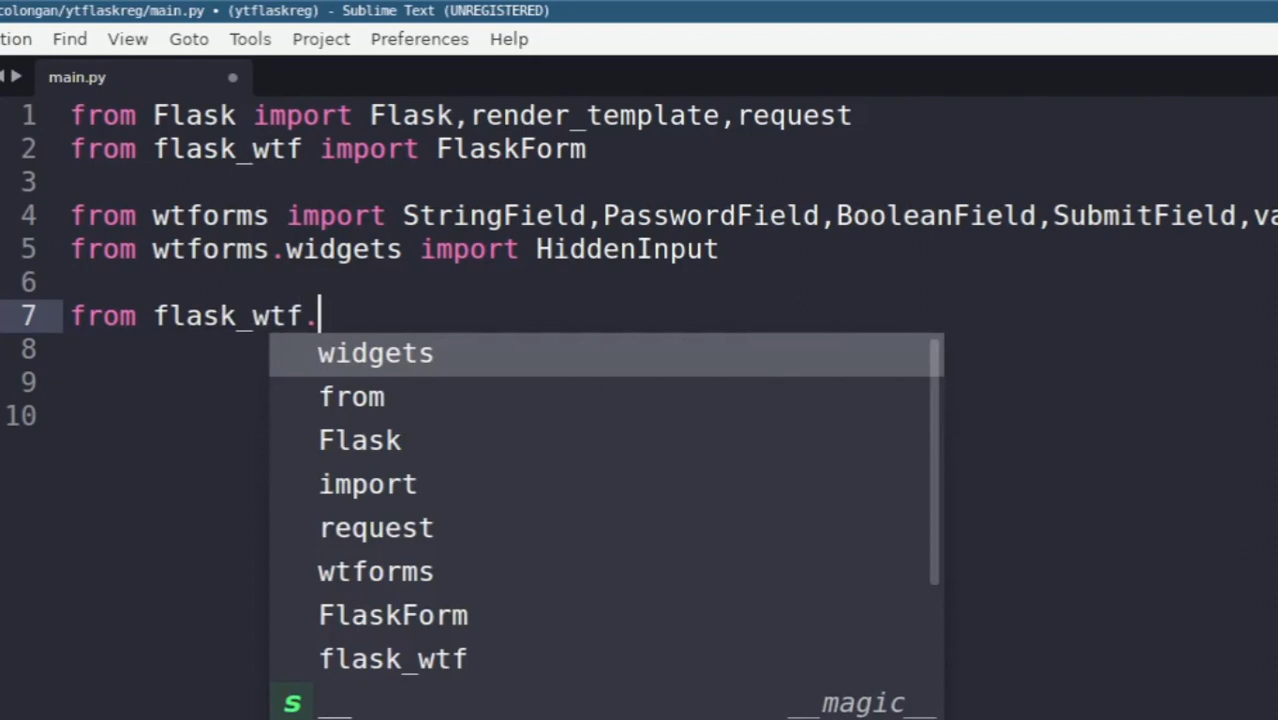 colongan/ytflaskreg/main.py • (ytflaskreg) - Sublime Text (UNREGISTERED)
tion Find View Goto Tools Project Preferences Help
main.py
1 from Flask import Flask,render_template,request
2 from flask_wtf import FlaskForm
3
4 from wtforms import StringField,PasswordField,BooleanField,SubmitField,va
5 from wtforms.widgets import HiddenInput
6
7 from flask_wtf.
8
9
10
widgets
from
Flask
import
request
wtforms
FlaskForm
flask_wtf
s __ __magic__